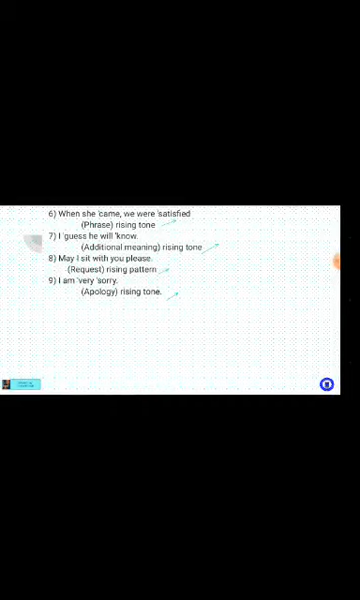 6) When she 'came, we were 'satisfied
(Phrase) rising tone
7) I 'guess he will 'know.
(Additional meaning) rising tone
8) May I sit with you please.
(Request) rising pattern
9) I am 'very 'sorry.
(Apology) rising tone.